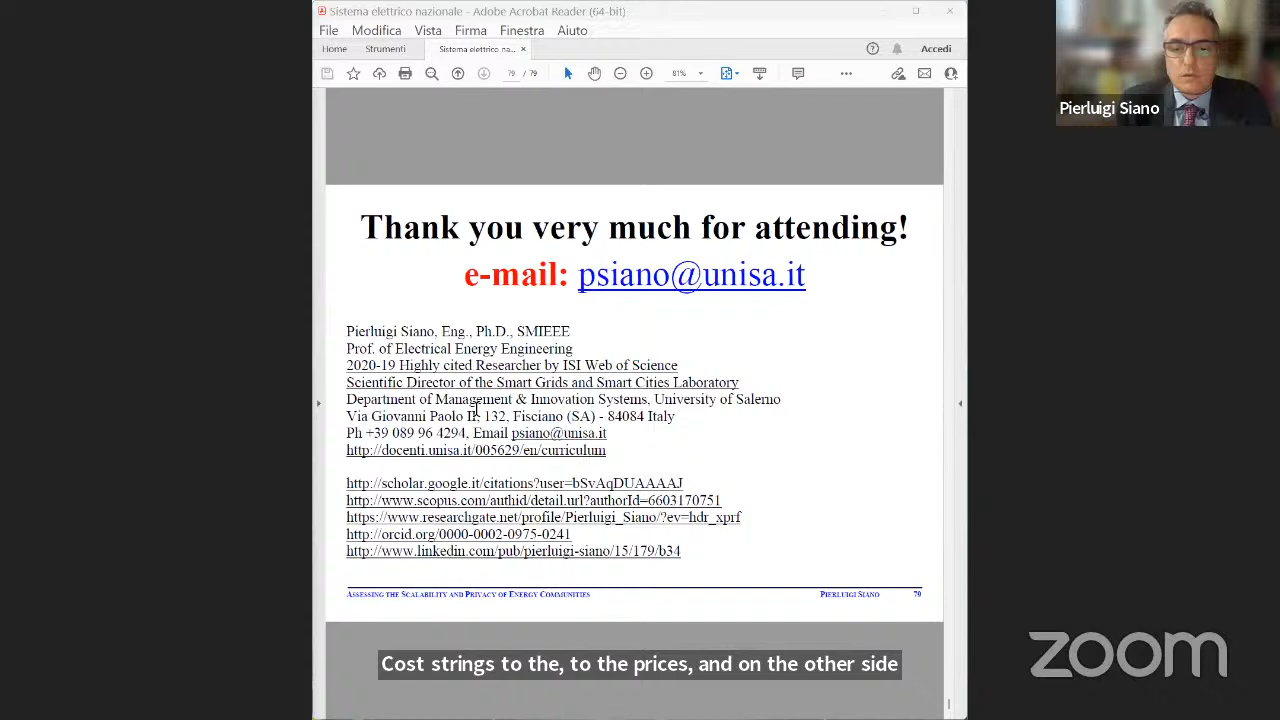 Sistema elettrico nazionale - Adobe Acrobat Reader (64-bit)
File Modifica Vista Firma Finestra Aiuto
Home Strumenti Sistema elettrico na... × Accedi
79 / 79 81%
Pierluigi Siano
Thank you very much for attending!
e-mail: psiano@unisa.it
Pierluigi Siano, Eng., Ph.D., SMIEEE
Prof. of Electrical Energy Engineering
2020-19 Highly cited Researcher by ISI Web of Science
Scientific Director of the Smart Grids and Smart Cities Laboratory
Department of Management & Innovation Systems, University of Salerno
Via Giovanni Paolo II, 132, Fisciano (SA) - 84084 Italy
Ph +39 089 96 4294, Email psiano@unisa.it
http://docenti.unisa.it/005629/en/curriculum
http://scholar.google.it/citations?user=bSvAqDUAAAAJ
http://www.scopus.com/authid/detail.url?authorId=6603170751
https://www.researchgate.net/profile/Pierluigi_Siano/?ev=hdr_xprf
http://orcid.org/0000-0002-0975-0241
http://www.linkedin.com/pub/pierluigi-siano/15/179/b34
ASSESSING THE SCALABILITY AND PRIVACY OF ENERGY COMMUNITIES PIERLUIGI SIANO 79
Cost strings to the, to the prices, and on the other side
zoom